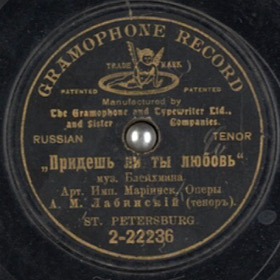 GRAMOPHONE RECORD
TRADE MARK
PATENTED PATENTED
Manufactured by
The Gramophone and Typewriter Ltd.,
and Sister Companies.
RUSSIAN TENOR
„Придешь ли ты любовь“
муз. Блейхмана
Арт. Имп. Маріинск. Оперы
А. М. Лабинскій (теноръ).
ST. PETERSBURG
2-22236